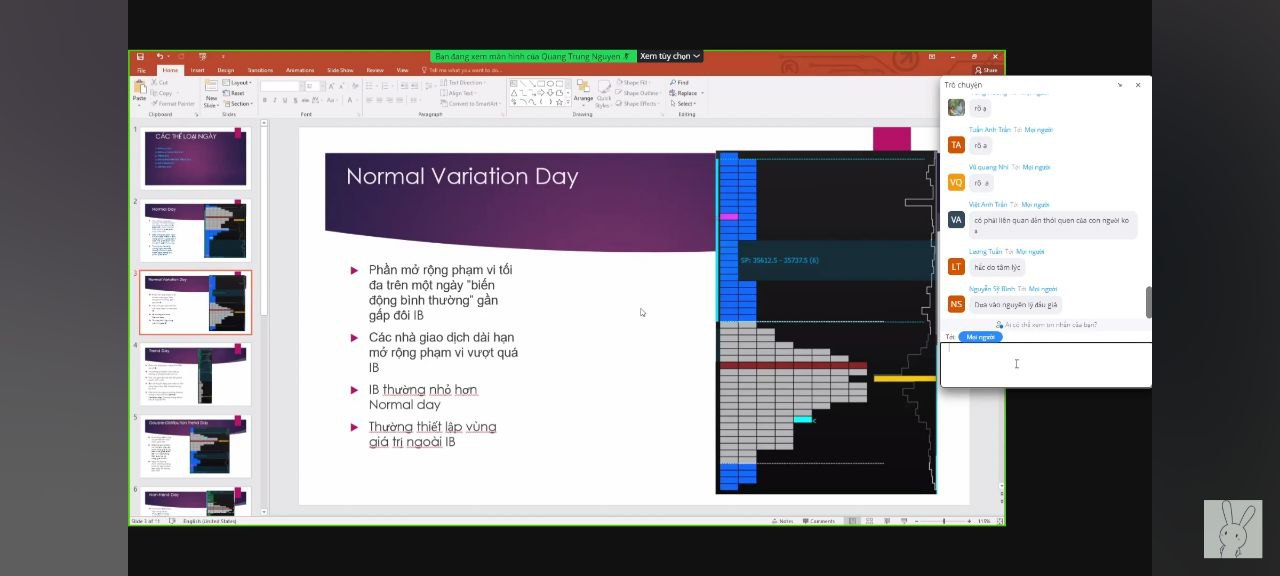 Bạn đang xem màn hình của Quang Trung Nguyen
Xem tùy chọn
File Home Insert Design Transitions Animations Slide Show Review View Tell me what you want to do...
Share
Paste
Cut
Copy
Format Painter
New Slide
Layout
Reset
Section
Text Direction
Align Text
Convert to SmartArt
Arrange
Quick Styles
Shape Fill
Shape Outline
Shape Effects
Find
Replace
Select
Clipboard Slides Font Paragraph Drawing Editing
1
CÁC THỂ LOẠI NGÀY
2
Normal Day
3
Normal Variation Day
4
Trend Day
5
Double-Distribution Trend Day
6
Non-trend Day
Normal Variation Day
Phần mở rộng phạm vi tối
đa trên một ngày "biến
động bình thường" gần
gấp đôi IB
Các nhà giao dịch dài hạn
mở rộng phạm vi vượt quá
IB
IB thường nhỏ hơn
Normal day
Thường thiết lập vùng
giá trị ngoài IB
SP: 35612.5 - 35737.5 (6)
Trò chuyện
rõ ạ
Tuấn Anh Trần Tới Mọi người
TA
rõ ạ
Vũ quang Nhi Tới Mọi người
VQ
rõ ạ
Việt Anh Trần Tới Mọi người
VA
có phải liên quan đến thói quen của con người ko
ạ
Lương Tuấn Tới Mọi người
LT
hắc do tâm lýc
Nguyễn Sỹ Bình Tới Mọi người
NS
Dựa vào nguyên lý đấu giá
Ai có thể xem tin nhắn của bạn?
Tới: Mọi người
Slide 3 of 11
English (United States)
Notes
Comments
119%